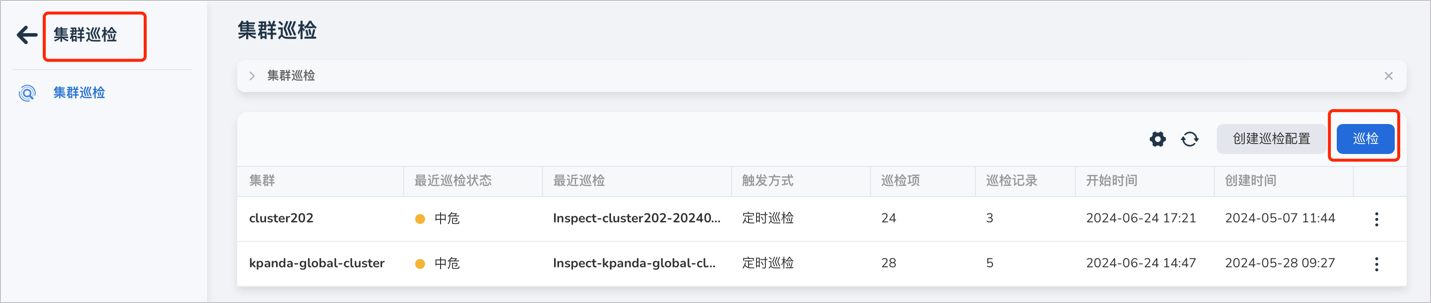 集群巡检
集群巡检
集群巡检
集群巡检
创建巡检配置 巡检
集群 最近巡检状态 最近巡检 触发方式 巡检项 巡检记录 开始时间 创建时间
cluster202 中危 Inspect-cluster202-20240... 定时巡检 24 3 2024-06-24 17:21 2024-05-07 11:44
kpanda-global-cluster 中危 Inspect-kpanda-global-cl... 定时巡检 28 5 2024-06-24 14:47 2024-05-28 09:27